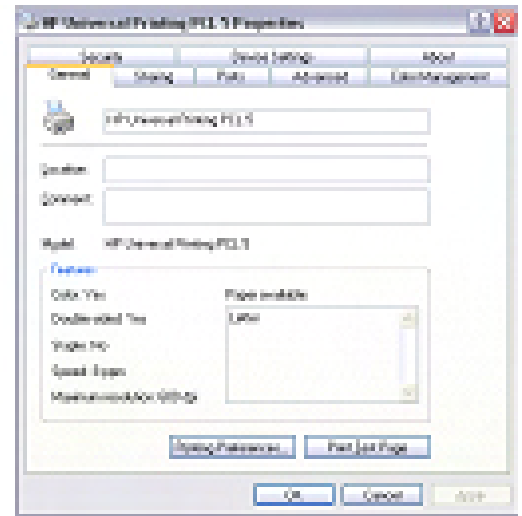 HP Universal Printing PCL 5 Properties
Security Device Settings About
General Sharing Ports Advanced Color Management
HP Universal Printing PCL 5
Location:
Comment:
Model: HP Universal Printing PCL 5
Features
Color: Yes Paper available:
Double-sided: Yes Letter
Staple: No
Speed:
Maximum resolution:
Printing Preferences... Print Test Page
OK Cancel Apply